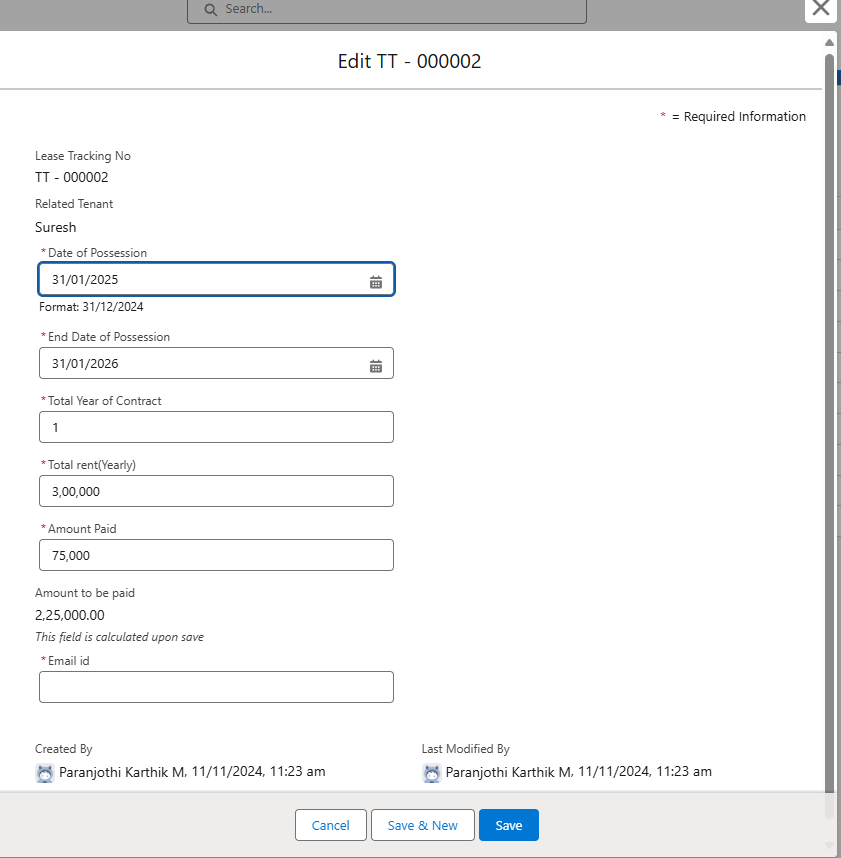 Search...
Edit TT - 000002
* = Required Information
Lease Tracking No
TT - 000002
Related Tenant
Suresh
*Date of Possession
31/01/2025
Format: 31/12/2024
*End Date of Possession
31/01/2026
*Total Year of Contract
1
*Total rent(Yearly)
3,00,000
*Amount Paid
75,000
Amount to be paid
2,25,000.00
This field is calculated upon save
*Email id
Created By
Paranjothi Karthik M, 11/11/2024, 11:23 am
Last Modified By
Paranjothi Karthik M, 11/11/2024, 11:23 am
Cancel
Save & New
Save